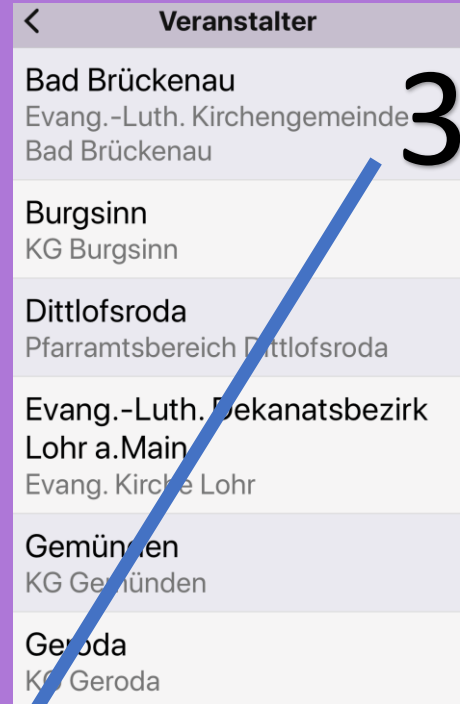 Veranstalter
Bad Brückenau
Evang.-Luth. Kirchengemeinde
Bad Brückenau
3
Burgsinn
KG Burgsinn
Dittlofsroda
Pfarramtsbereich Dittlofsroda
Evang.-Luth. Dekanatsbezirk
Lohr a.Main
Evang. Kirche Lohr
Gemünden
KG Gemünden
Geroda
KG Geroda